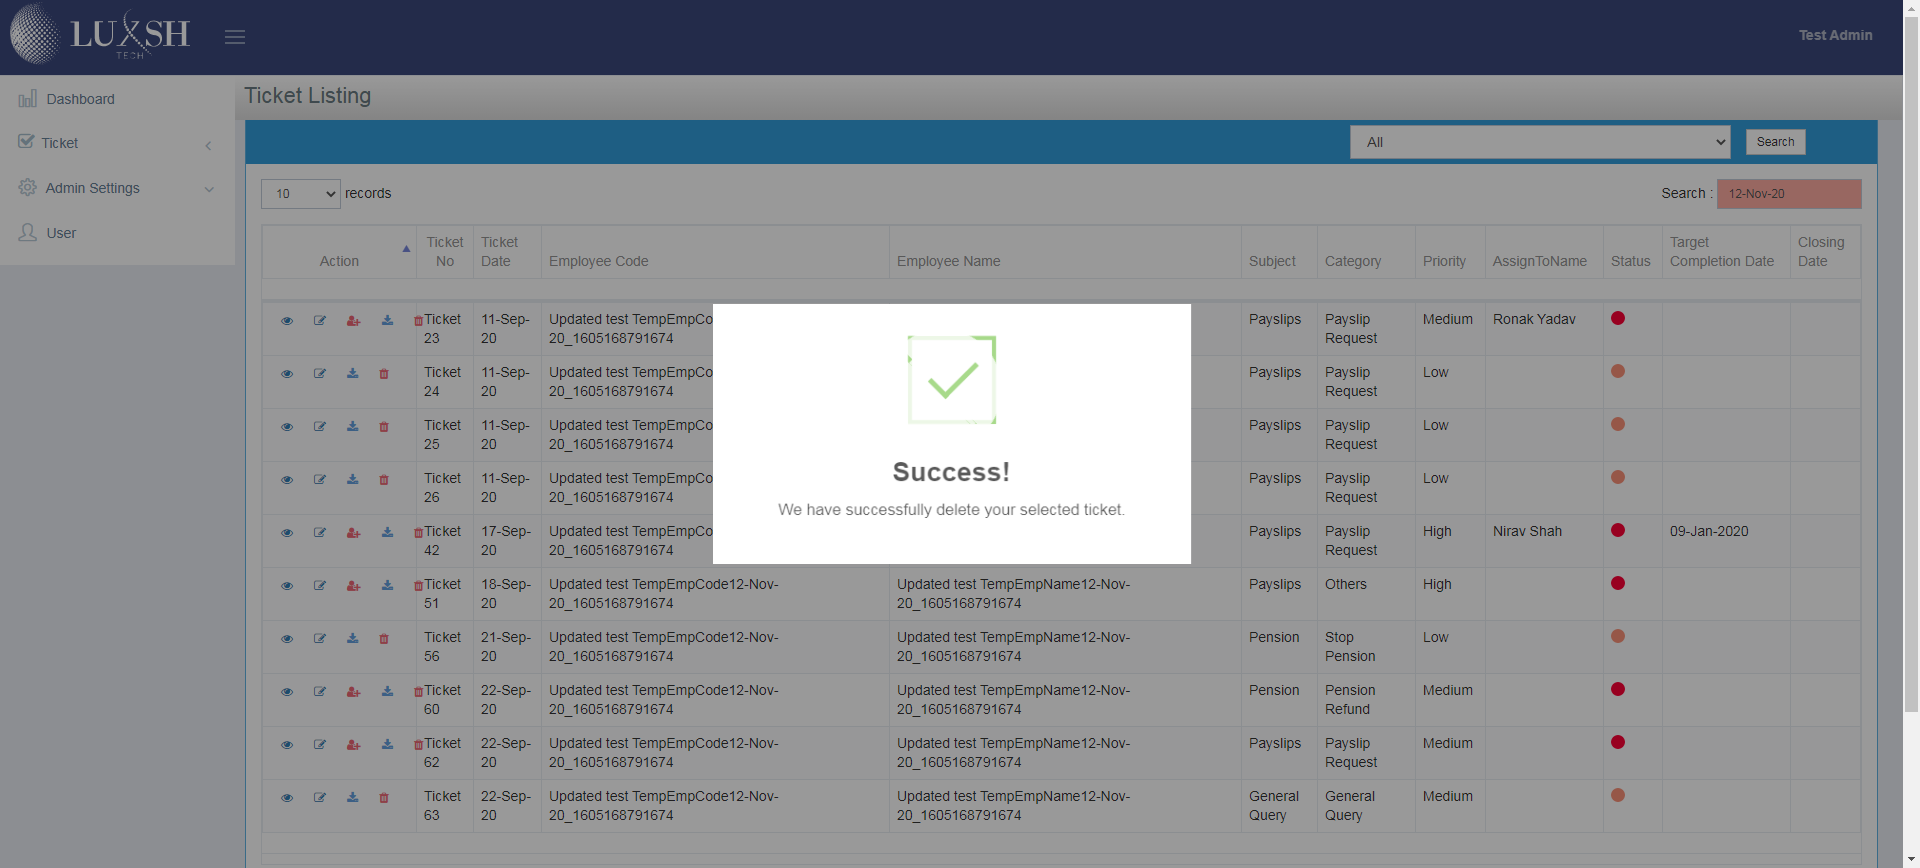 LUXSH
TECH
Test Admin
Dashboard
Ticket
Admin Settings
User
Ticket Listing
All
Search
10 records
Search : 12-Nov-20
Action
Ticket No
Ticket Date
Employee Code
Employee Name
Subject
Category
Priority
AssignToName
Status
Target Completion Date
Closing Date
Ticket 23 11-Sep-20 Updated test TempEmpCo 20_1605168791674 Payslips Payslip Request Medium Ronak Yadav
Ticket 24 11-Sep-20 Updated test TempEmpCo 20_1605168791674 Payslips Payslip Request Low
Ticket 25 11-Sep-20 Updated test TempEmpCo 20_1605168791674 Payslips Payslip Request Low
Ticket 26 11-Sep-20 Updated test TempEmpCo 20_1605168791674 Payslips Payslip Request Low
Ticket 42 17-Sep-20 Updated test TempEmpCo 20_1605168791674 Payslips Payslip Request High Nirav Shah 09-Jan-2020
Ticket 51 18-Sep-20 Updated test TempEmpCode12-Nov-20_1605168791674 Updated test TempEmpName12-Nov-20_1605168791674 Payslips Others High
Ticket 56 21-Sep-20 Updated test TempEmpCode12-Nov-20_1605168791674 Updated test TempEmpName12-Nov-20_1605168791674 Pension Stop Pension Low
Ticket 60 22-Sep-20 Updated test TempEmpCode12-Nov-20_1605168791674 Updated test TempEmpName12-Nov-20_1605168791674 Pension Pension Refund Medium
Ticket 62 22-Sep-20 Updated test TempEmpCode12-Nov-20_1605168791674 Updated test TempEmpName12-Nov-20_1605168791674 Payslips Payslip Request Medium
Ticket 63 22-Sep-20 Updated test TempEmpCode12-Nov-20_1605168791674 Updated test TempEmpName12-Nov-20_1605168791674 General Query General Query Medium
Success!
We have successfully delete your selected ticket.